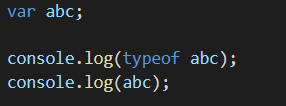 var abc;
console.log(typeof abc);
console.log(abc);